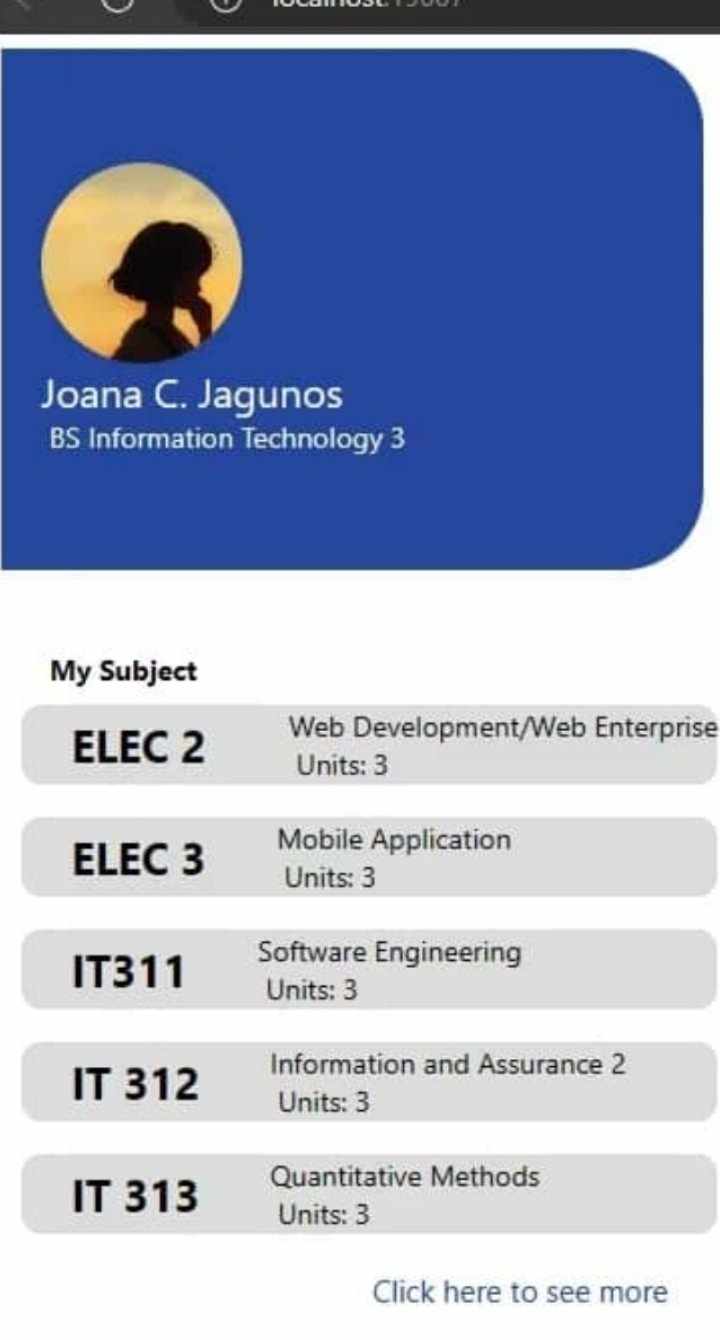 Joana C. Jagunos
BS Information Technology 3
My Subject
ELEC 2
Web Development/Web Enterprise
Units: 3
ELEC 3
Mobile Application
Units: 3
IT311
Software Engineering
Units: 3
IT 312
Information and Assurance 2
Units: 3
IT 313
Quantitative Methods
Units: 3
Click here to see more